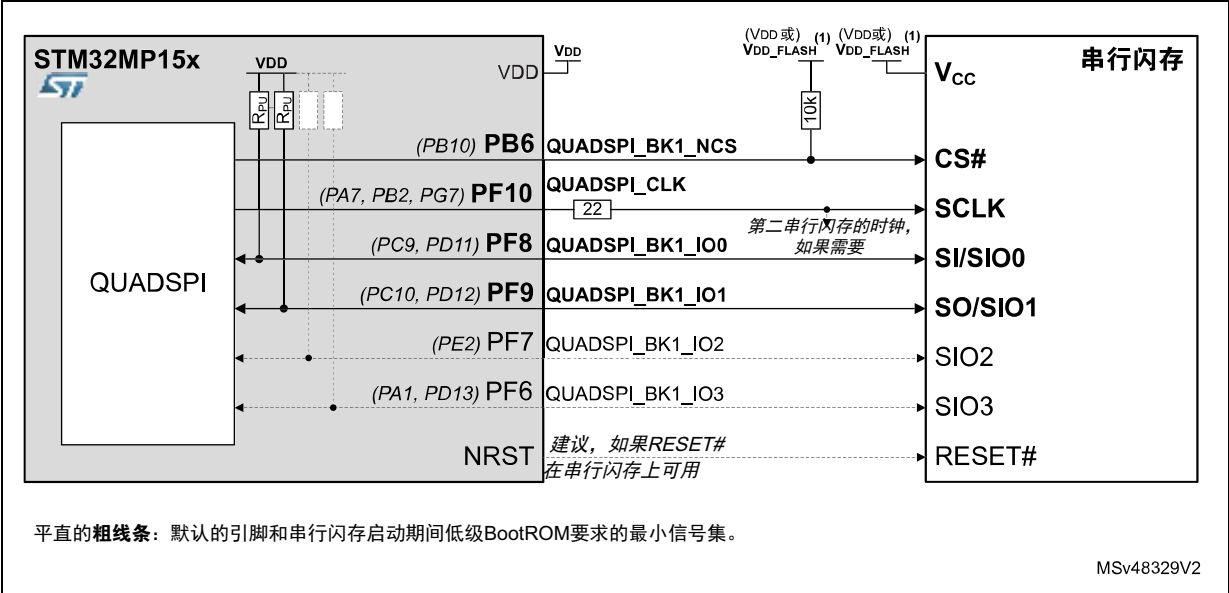 STM32MP15x
ST
VDD
RPU
RPU
VDD
VDD
(VDD 或) (1)
VDD_FLASH
(VDD或) (1)
VDD_FLASH
10k
串行闪存
VCC
QUADSPI
(PB10) PB6 QUADSPI_BK1_NCS
CS#
(PA7, PB2, PG7) PF10 QUADSPI_CLK
22
SCLK
第二串行闪存的时钟,
如果需要
(PC9, PD11) PF8 QUADSPI_BK1_IO0
SI/SIO0
(PC10, PD12) PF9 QUADSPI_BK1_IO1
SO/SIO1
(PE2) PF7 QUADSPI_BK1_IO2
SIO2
(PA1, PD13) PF6 QUADSPI_BK1_IO3
SIO3
NRST
建议，如果RESET#
在串行闪存上可用
RESET#
平直的粗线条：默认的引脚和串行闪存启动期间低级BootROM要求的最小信号集。
MSv48329V2